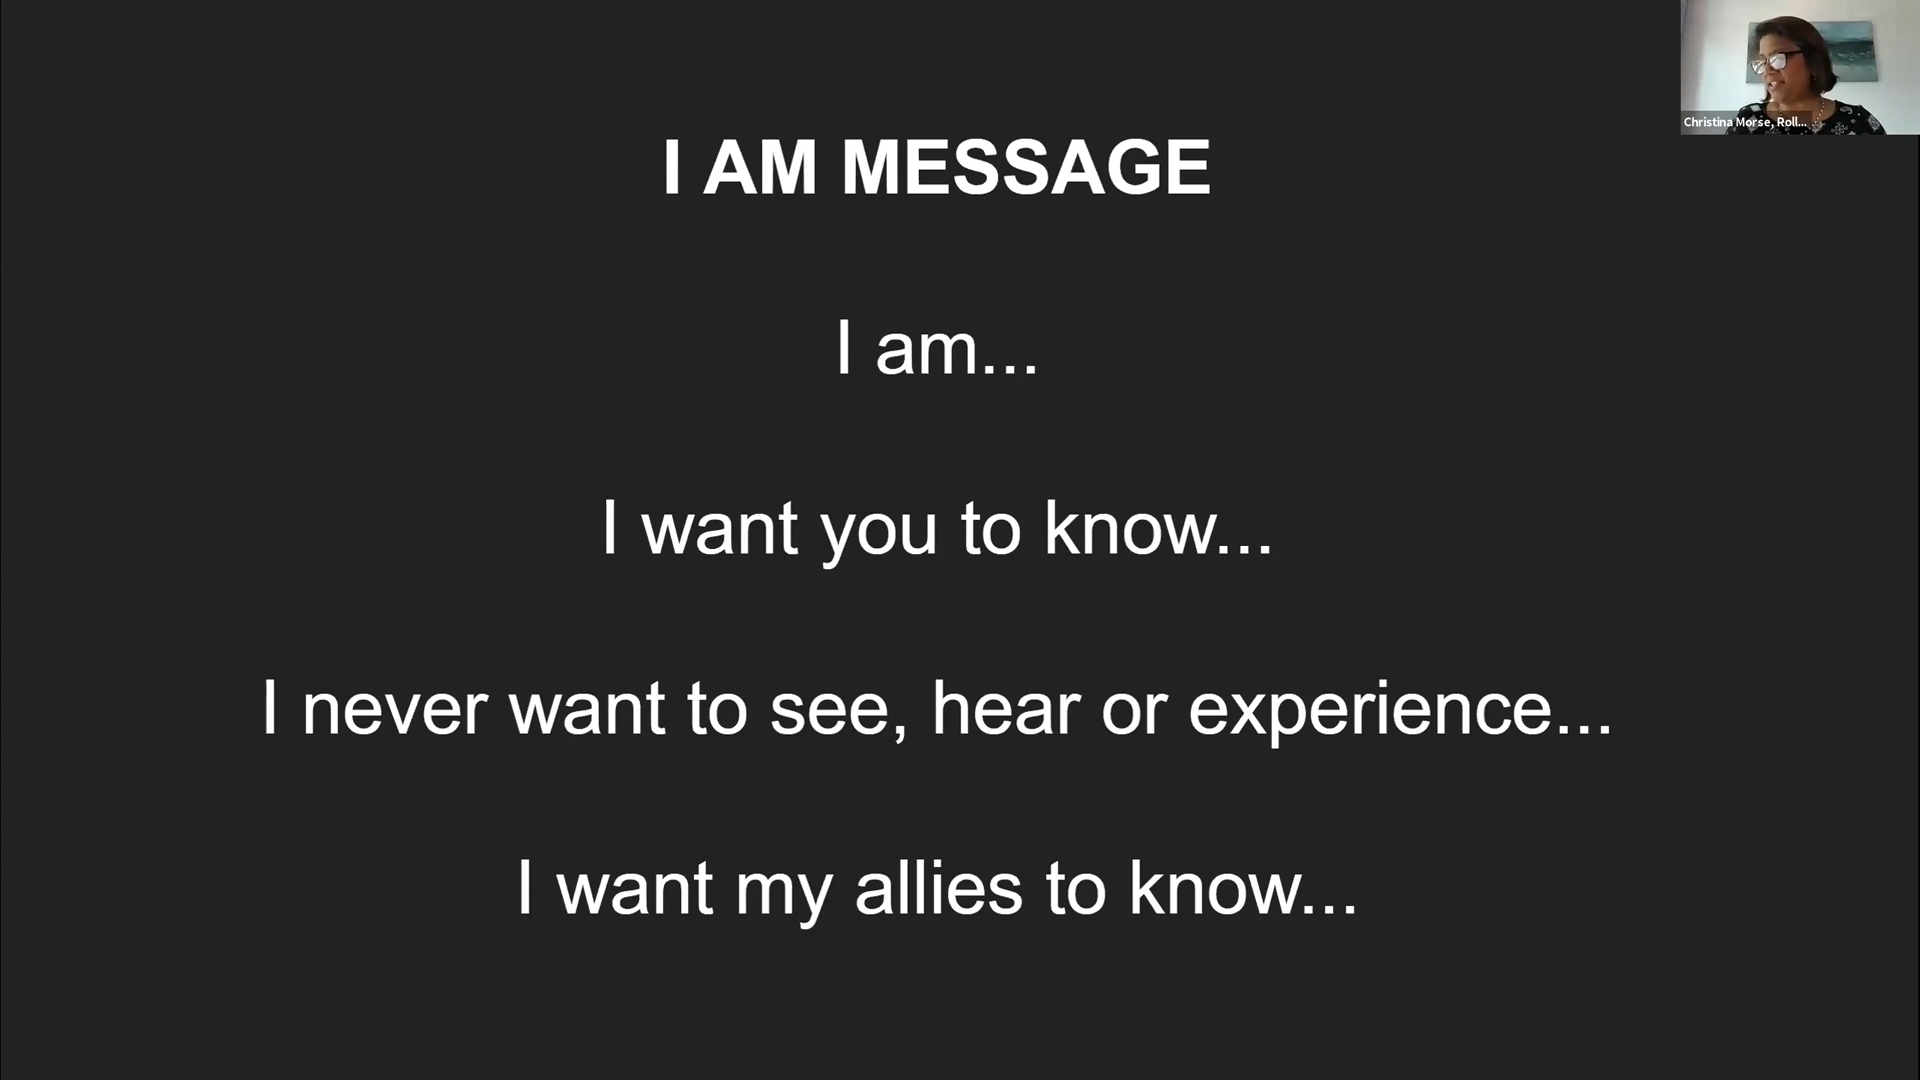 I AM MESSAGE
I am...
I want you to know...
I never want to see, hear or experience...
I want my allies to know...
Christina Morse, Roll...